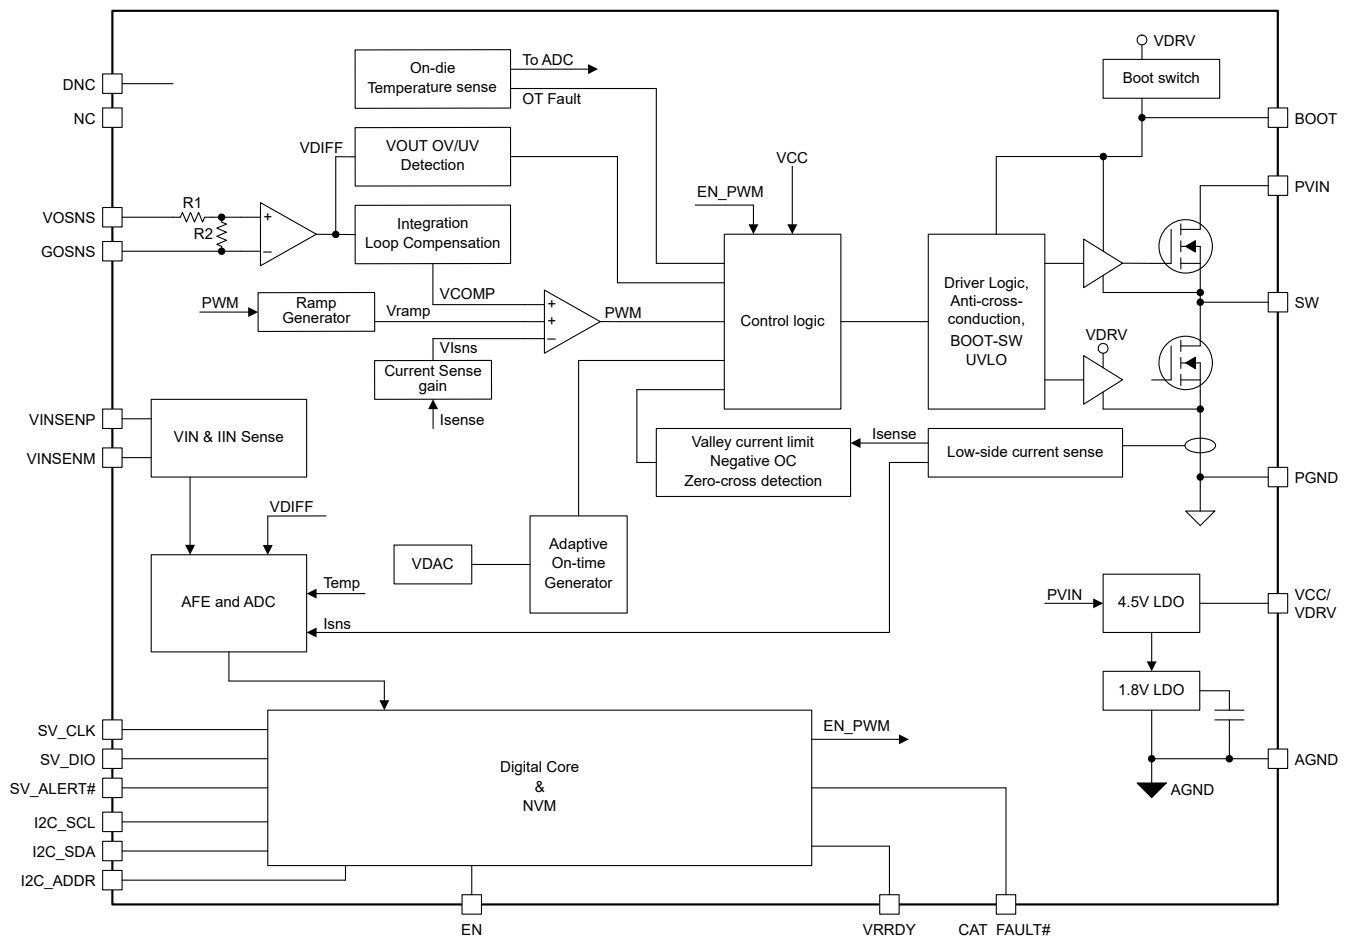 VDRV
On-die
Temperature sense
To ADC
OT Fault
Boot switch
DNC
NC
BOOT
VDIFF
VOUT OV/UV
Detection
VCC
EN_PWM
PVIN
R1
VOSNS
R2
GOSNS
+
−
Integration
Loop Compensation
VCOMP
PWM
Ramp
Generator
Vramp
+
+
−
PWM
VIsns
Current Sense
gain
Isense
Control logic
Driver Logic,
Anti-cross-
conduction,
BOOT-SW
UVLO
VDRV
SW
VINSENP
VINSENM
VIN & IIN Sense
Valley current limit
Negative OC
Zero-cross detection
Isense
Low-side current sense
PGND
VDIFF
VDAC
Adaptive
On-time
Generator
AFE and ADC
Temp
Isns
PVIN
4.5V LDO
VCC/
VDRV
1.8V LDO
AGND
AGND
SV_CLK
SV_DIO
SV_ALERT#
I2C_SCL
I2C_SDA
I2C_ADDR
Digital Core
&
NVM
EN_PWM
EN
VRRDY
CAT_FAULT#